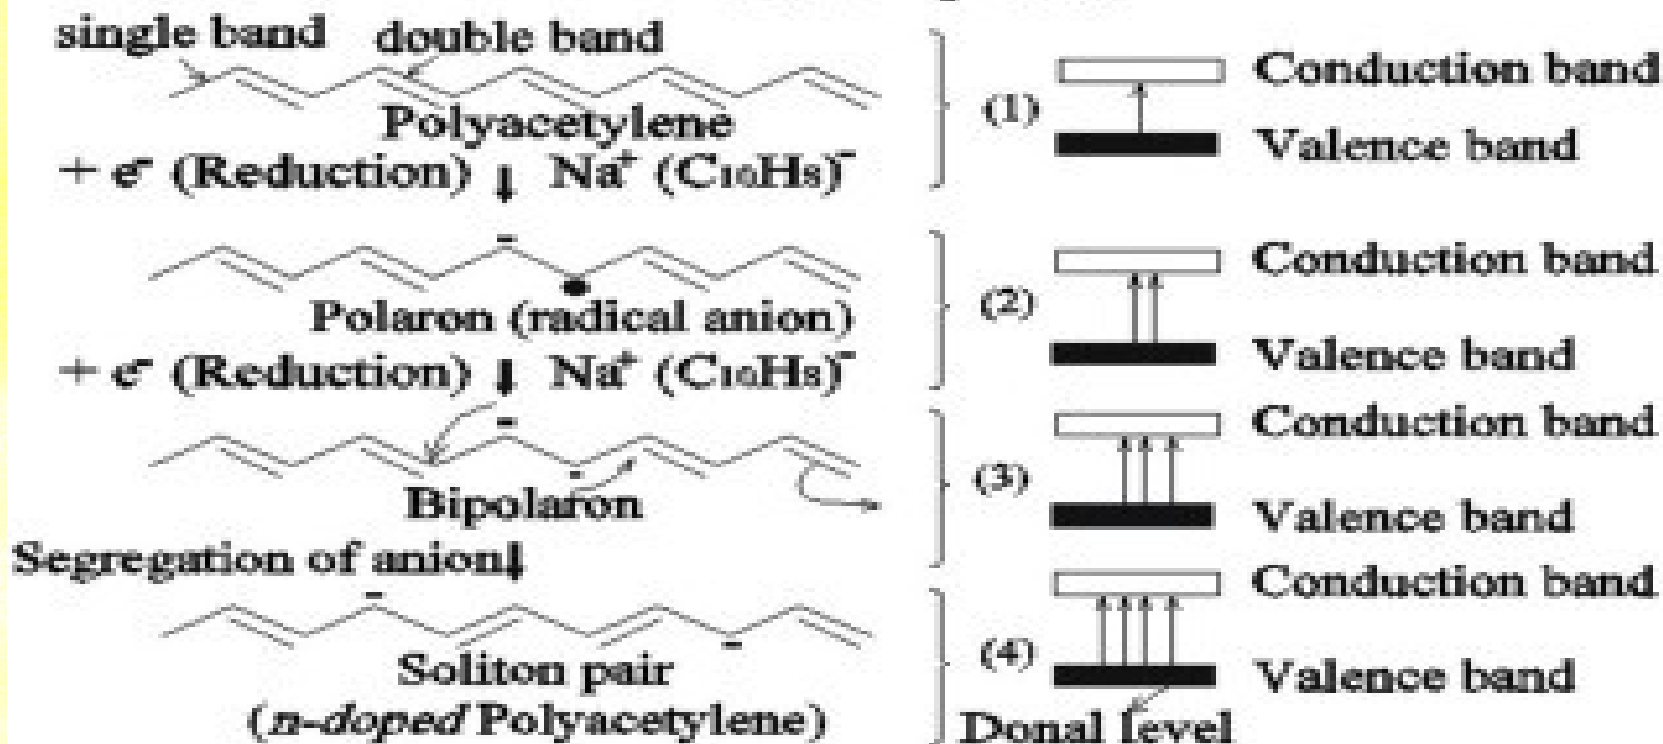 single band double band
Polyacetylene
+ e⁻ (Reduction) ↓ Na⁺ (C₁₀H₈)⁻
Polaron (radical anion)
+ e⁻ (Reduction) ↓ Na⁺ (C₁₀H₈)⁻
Bipolaron
Segregation of anion↓
Soliton pair
(n-doped Polyacetylene)
(1)
Conduction band
Valence band
(2)
Conduction band
Valence band
(3)
Conduction band
Valence band
(4)
Conduction band
Valence band
Donal level